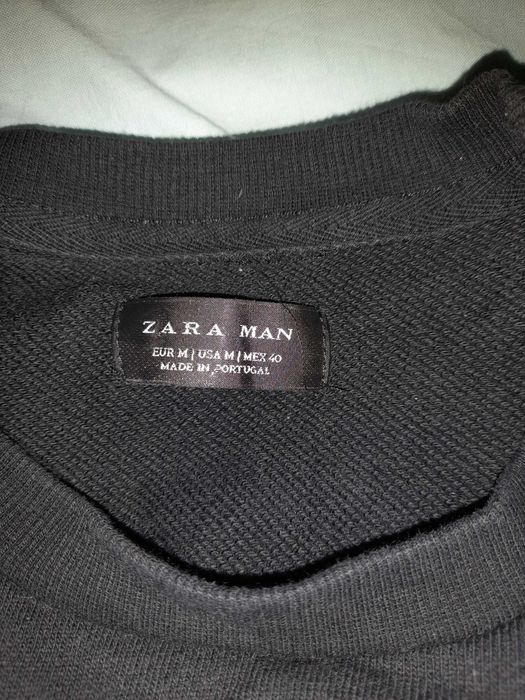 ZARA MAN
EUR M | USA M | MEX 40
MADE IN PORTUGAL